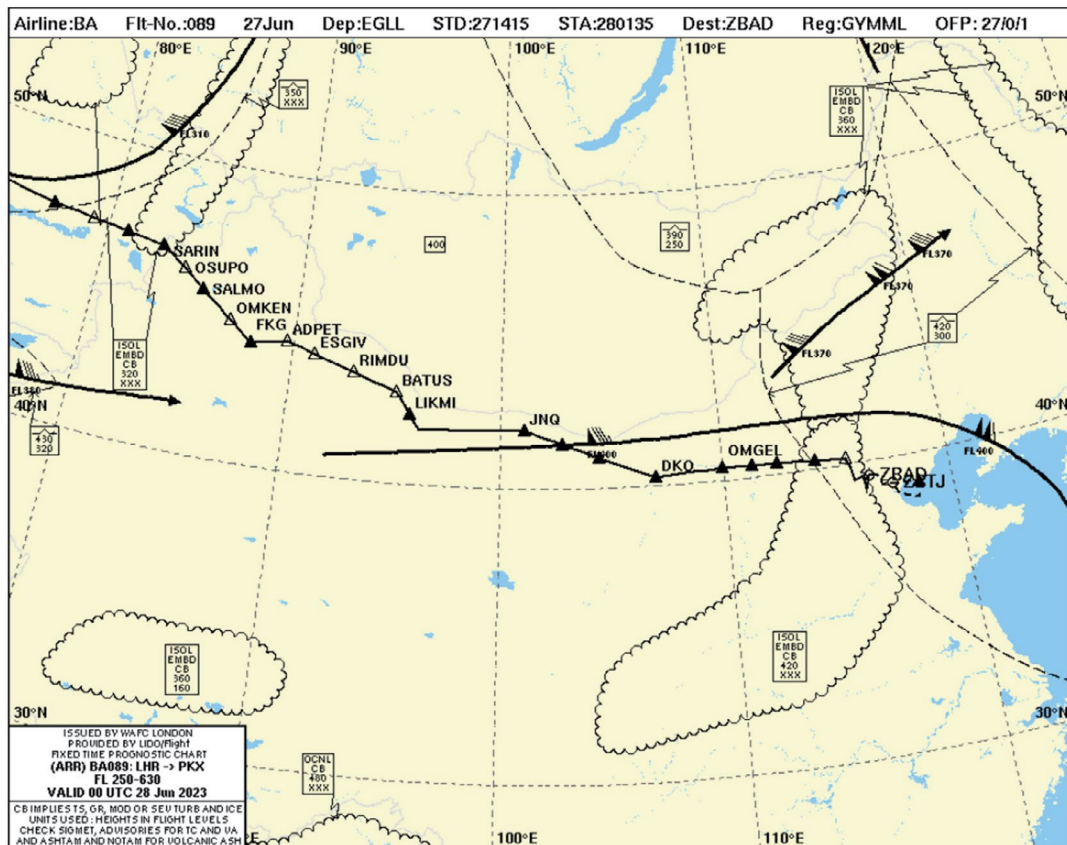 Airline:BA Flt-No.:089 27Jun Dep:EGLL STD:271415 STA:280135 Dest:ZBAD Reg:GYMML OFP: 27/0/1
80°E
90°E
100°E
110°E
120°E
50°N
50°N
350
XXX
ISOL
EMBD
CB
360
XXX
FL310
SARIN
OSUPO
SALMO
OMKEN
FKG
ADPET
ESGIV
RIMDU
BATUS
LIKMI
400
390
250
FL370
FL370
FL370
420
300
ISOL
EMBD
CB
320
XXX
40°N
40°N
430
320
JNQ
FL400
DKO
OMGEL
ZBAD
FL400
ISOL
EMBD
CB
360
160
ISOL
EMBD
CB
420
XXX
30°N
30°N
OCNL
CB
480
XXX
ISSUED BY WAFC LONDON
PROVIDED BY LIDO/Flight
FIXED TIME PROGNOSTIC CHART
(ARR) BA089: LHR -> PKX
FL 250-630
VALID 00 UTC 28 Jun 2023
CB IMPLIES TS, GR, MOD OR SEV TURB AND ICE
UNITS USED: HEIGHTS IN FLIGHT LEVELS
CHECK SIGMET, ADVISORIES FOR TC AND VA
AND ASHTAM AND NOTAM FOR VOLCANIC ASH
100°E
110°E